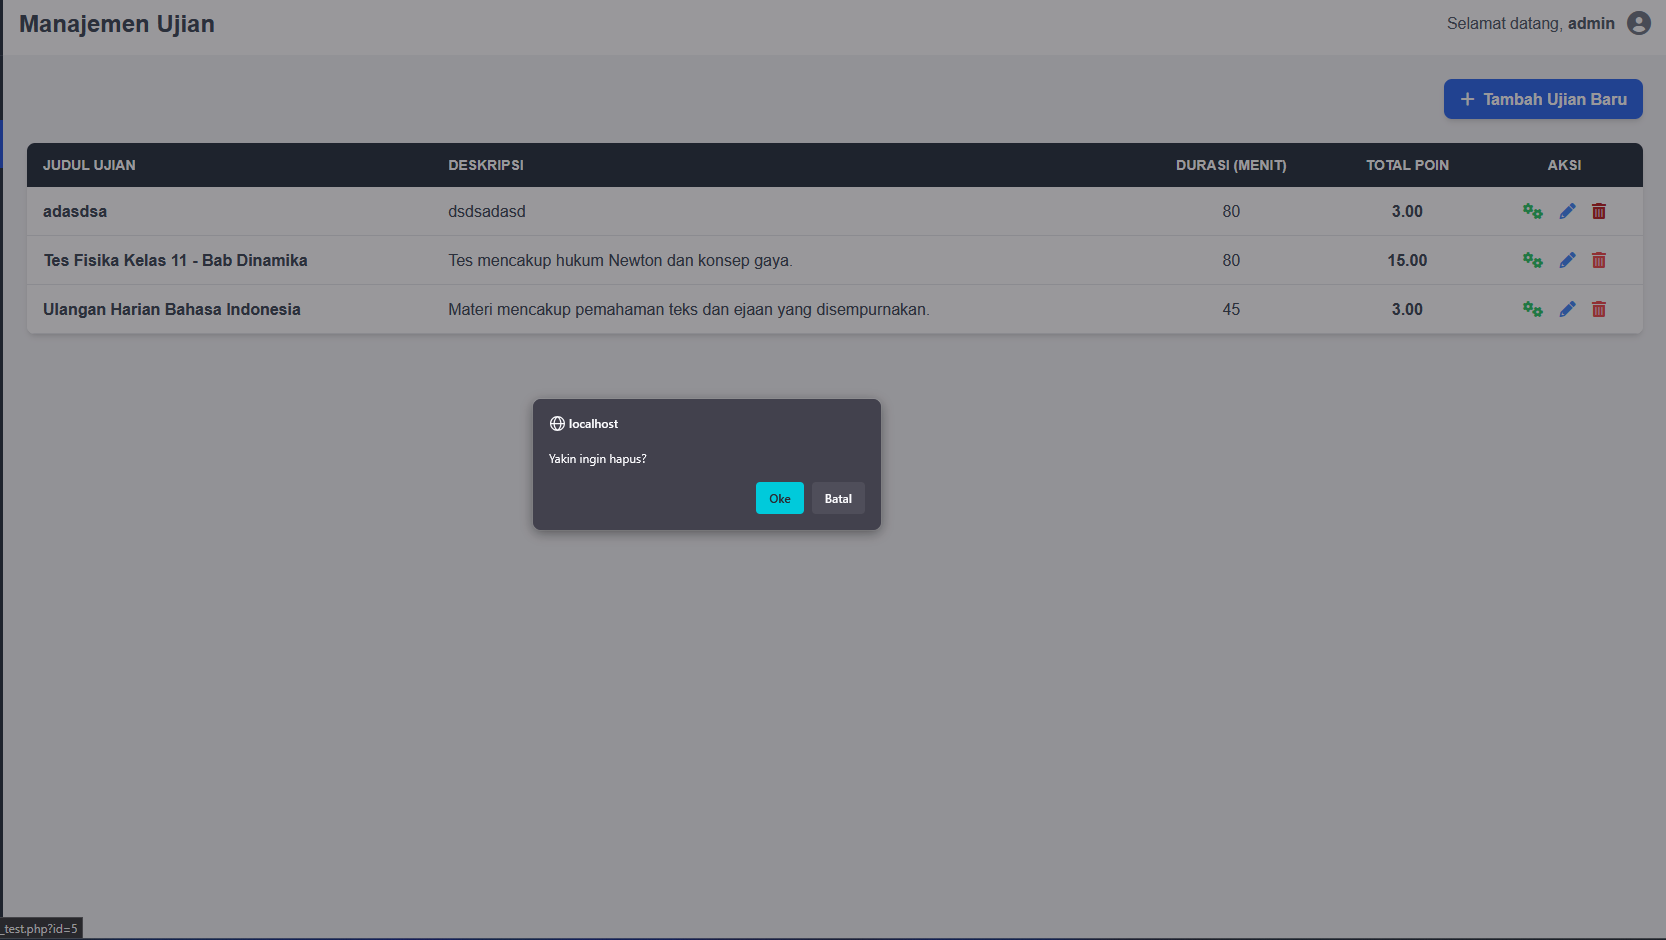 Manajemen Ujian
Selamat datang, admin
Tambah Ujian Baru
JUDUL UJIAN DESKRIPSI DURASI (MENIT) TOTAL POIN AKSI
adasdsa dsdsadasd 80 3.00
Tes Fisika Kelas 11 - Bab Dinamika Tes mencakup hukum Newton dan konsep gaya. 80 15.00
Ulangan Harian Bahasa Indonesia Materi mencakup pemahaman teks dan ejaan yang disempurnakan. 45 3.00
localhost
Yakin ingin hapus?
Oke Batal
_test.php?id=5